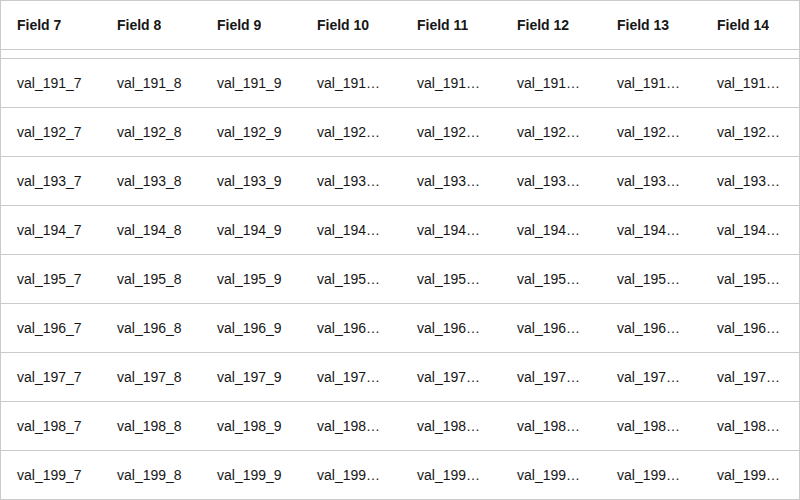 Field 7 Field 8 Field 9 Field 10 Field 11 Field 12 Field 13 Field 14
val_191_7 val_191_8 val_191_9 val_191… val_191… val_191… val_191… val_191…
val_192_7 val_192_8 val_192_9 val_192… val_192… val_192… val_192… val_192…
val_193_7 val_193_8 val_193_9 val_193… val_193… val_193… val_193… val_193…
val_194_7 val_194_8 val_194_9 val_194… val_194… val_194… val_194… val_194…
val_195_7 val_195_8 val_195_9 val_195… val_195… val_195… val_195… val_195…
val_196_7 val_196_8 val_196_9 val_196… val_196… val_196… val_196… val_196…
val_197_7 val_197_8 val_197_9 val_197… val_197… val_197… val_197… val_197…
val_198_7 val_198_8 val_198_9 val_198… val_198… val_198… val_198… val_198…
val_199_7 val_199_8 val_199_9 val_199… val_199… val_199… val_199… val_199…